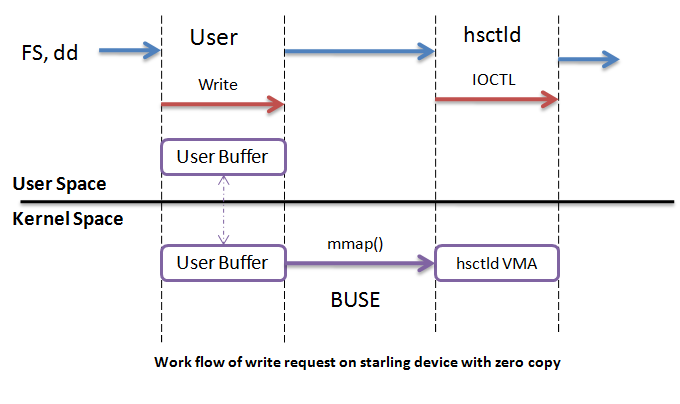 FS, dd
User
hsctld
Write
IOCTL
User Buffer
User Space
Kernel Space
User Buffer
mmap()
hsctld VMA
BUSE
Work flow of write request on starling device with zero copy